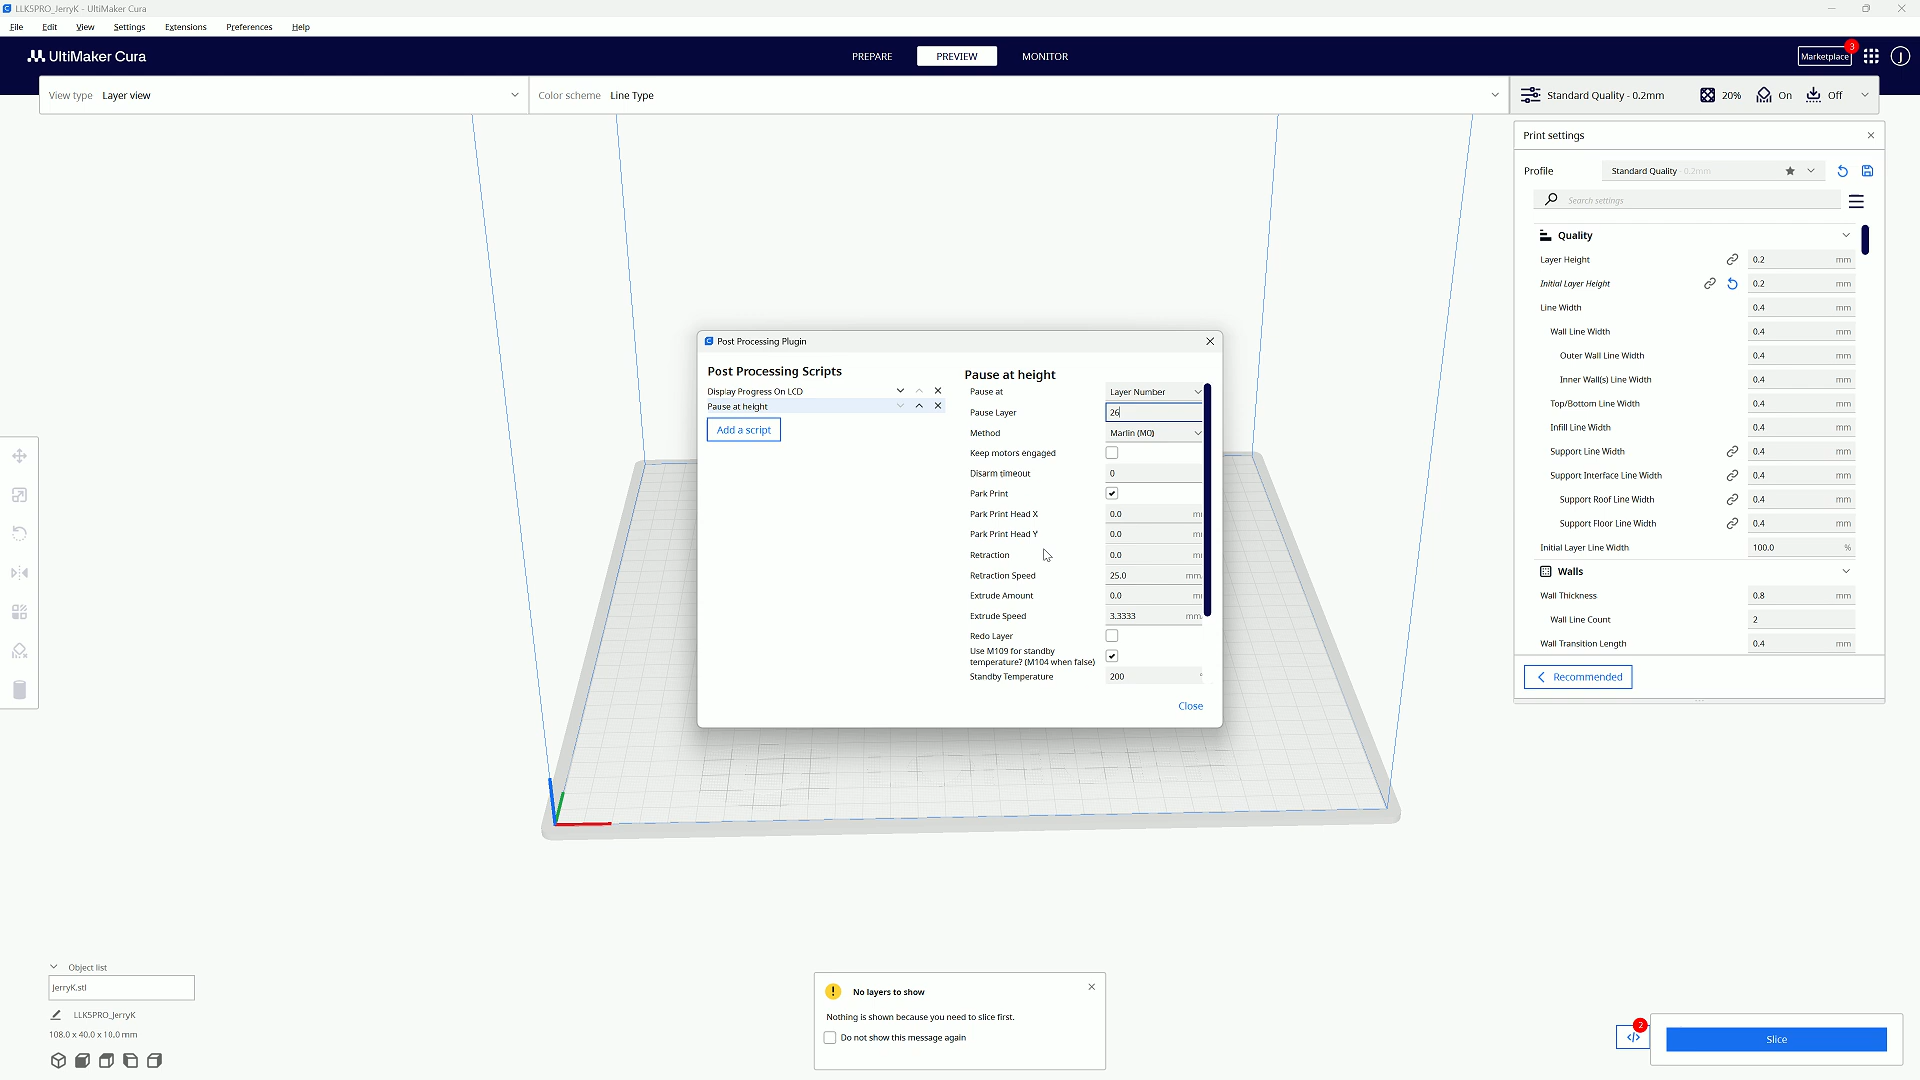 LLK5PRO_JerryK - UltiMaker Cura
File Edit View Settings Extensions Preferences Help
UltiMaker Cura
PREPARE PREVIEW MONITOR
Marketplace 3 J
View type Layer view
Color scheme Line Type
Standard Quality - 0.2mm 20% On Off
Print settings
Profile Standard Quality 0.2mm
Search settings
Quality
Layer Height 0.2 mm
Initial Layer Height 0.2 mm
Line Width 0.4 mm
Wall Line Width 0.4 mm
Outer Wall Line Width 0.4 mm
Inner Wall(s) Line Width 0.4 mm
Top/Bottom Line Width 0.4 mm
Infill Line Width 0.4 mm
Support Line Width 0.4 mm
Support Interface Line Width 0.4 mm
Support Roof Line Width 0.4 mm
Support Floor Line Width 0.4 mm
Initial Layer Line Width 100.0 %
Walls
Wall Thickness 0.8 mm
Wall Line Count 2
Wall Transition Length 0.4 mm
Recommended
Post Processing Plugin
Post Processing Scripts
Display Progress On LCD
Pause at height
Add a script
Pause at height
Pause at Layer Number
Pause Layer 26
Method Marlin (M0)
Keep motors engaged
Disarm timeout 0
Park Print
Park Print Head X 0.0
Park Print Head Y 0.0
Retraction 0.0
Retraction Speed 25.0 mm
Extrude Amount 0.0
Extrude Speed 3.3333 mm
Redo Layer
Use M109 for standby
temperature? (M104 when false)
Standby Temperature 200 °
Close
Object list
JerryK.stl
LLK5PRO_JerryK
108.0 x 40.0 x 10.0 mm
No layers to show
Nothing is shown because you need to slice first.
Do not show this message again
2
Slice